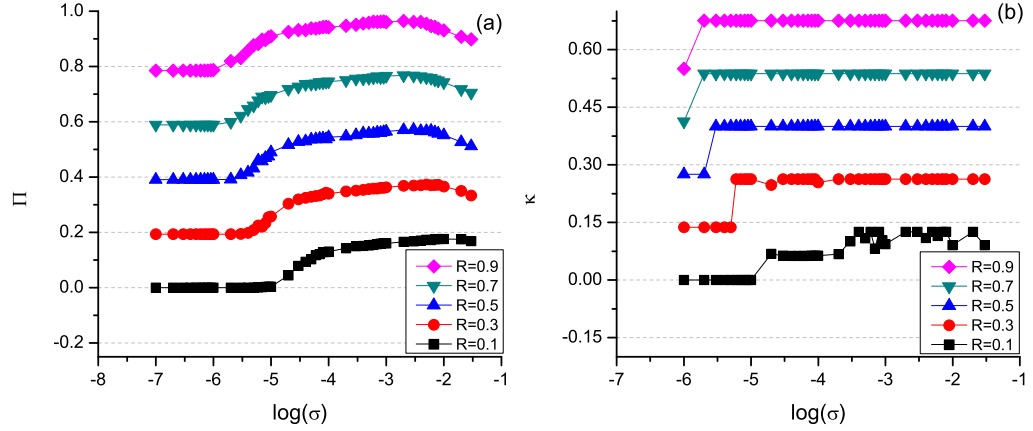 (a)
1.0
0.8
0.6
0.4
0.2
0.0
-0.2
Π
-8 -7 -6 -5 -4 -3 -2 -1
log(σ)
R=0.9
R=0.7
R=0.5
R=0.3
R=0.1
(b)
0.60
0.45
0.30
0.15
0.00
-0.15
κ
-7 -6 -5 -4 -3 -2 -1
log(σ)
R=0.9
R=0.7
R=0.5
R=0.3
R=0.1